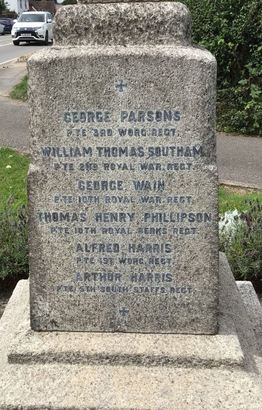 GEORGE PARSONS
PTE 3RD WORC. REGT.
WILLIAM THOMAS SOUTHAM
PTE 2ND ROYAL WAR. REGT.
GEORGE WAIN
PTE 10TH ROYAL WAR. REGT.
THOMAS HENRY PHILLIPSON
PTE 10TH ROYAL BERKS REGT.
ALFRED HARRIS
PTE 1ST WORC. REGT.
ARTHUR HARRIS
PTE 5TH SOUTH STAFFS REGT.